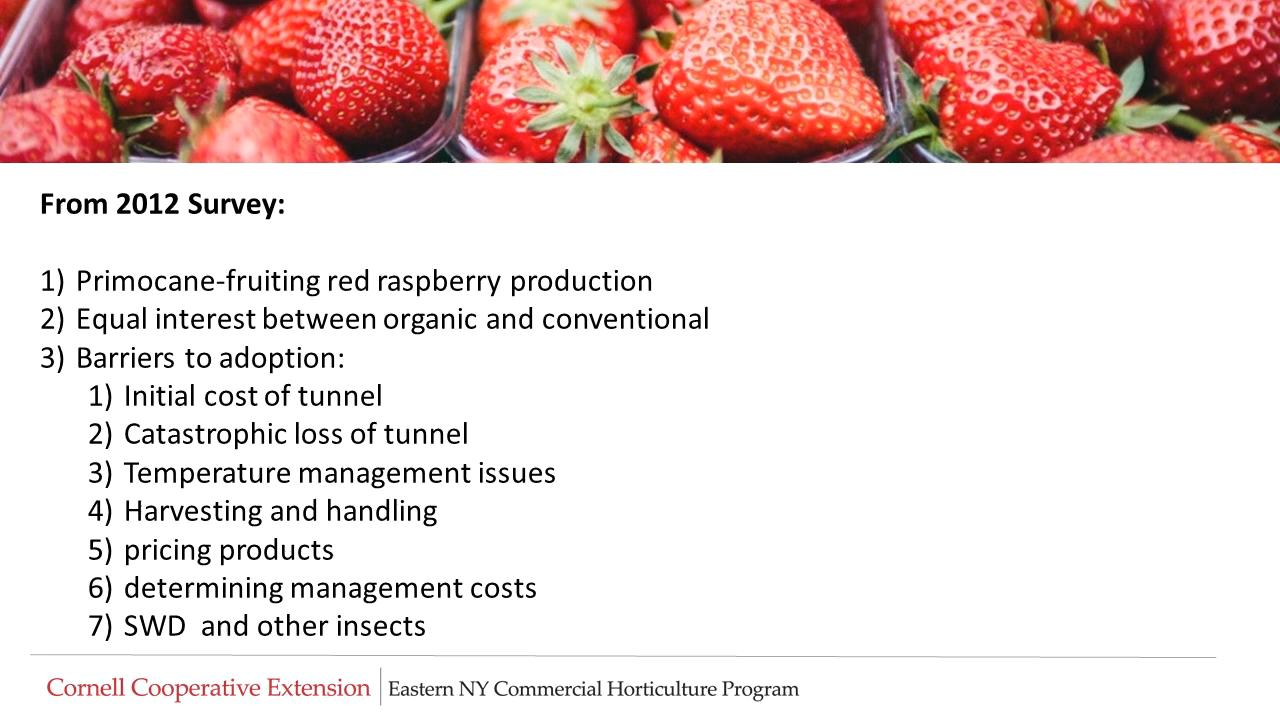 From 2012 Survey:
1) Primocane-fruiting red raspberry production
2) Equal interest between organic and conventional
3) Barriers to adoption:
1) Initial cost of tunnel
2) Catastrophic loss of tunnel
3) Temperature management issues
4) Harvesting and handling
5) pricing products
6) determining management costs
7) SWD and other insects
Cornell Cooperative Extension | Eastern NY Commercial Horticulture Program